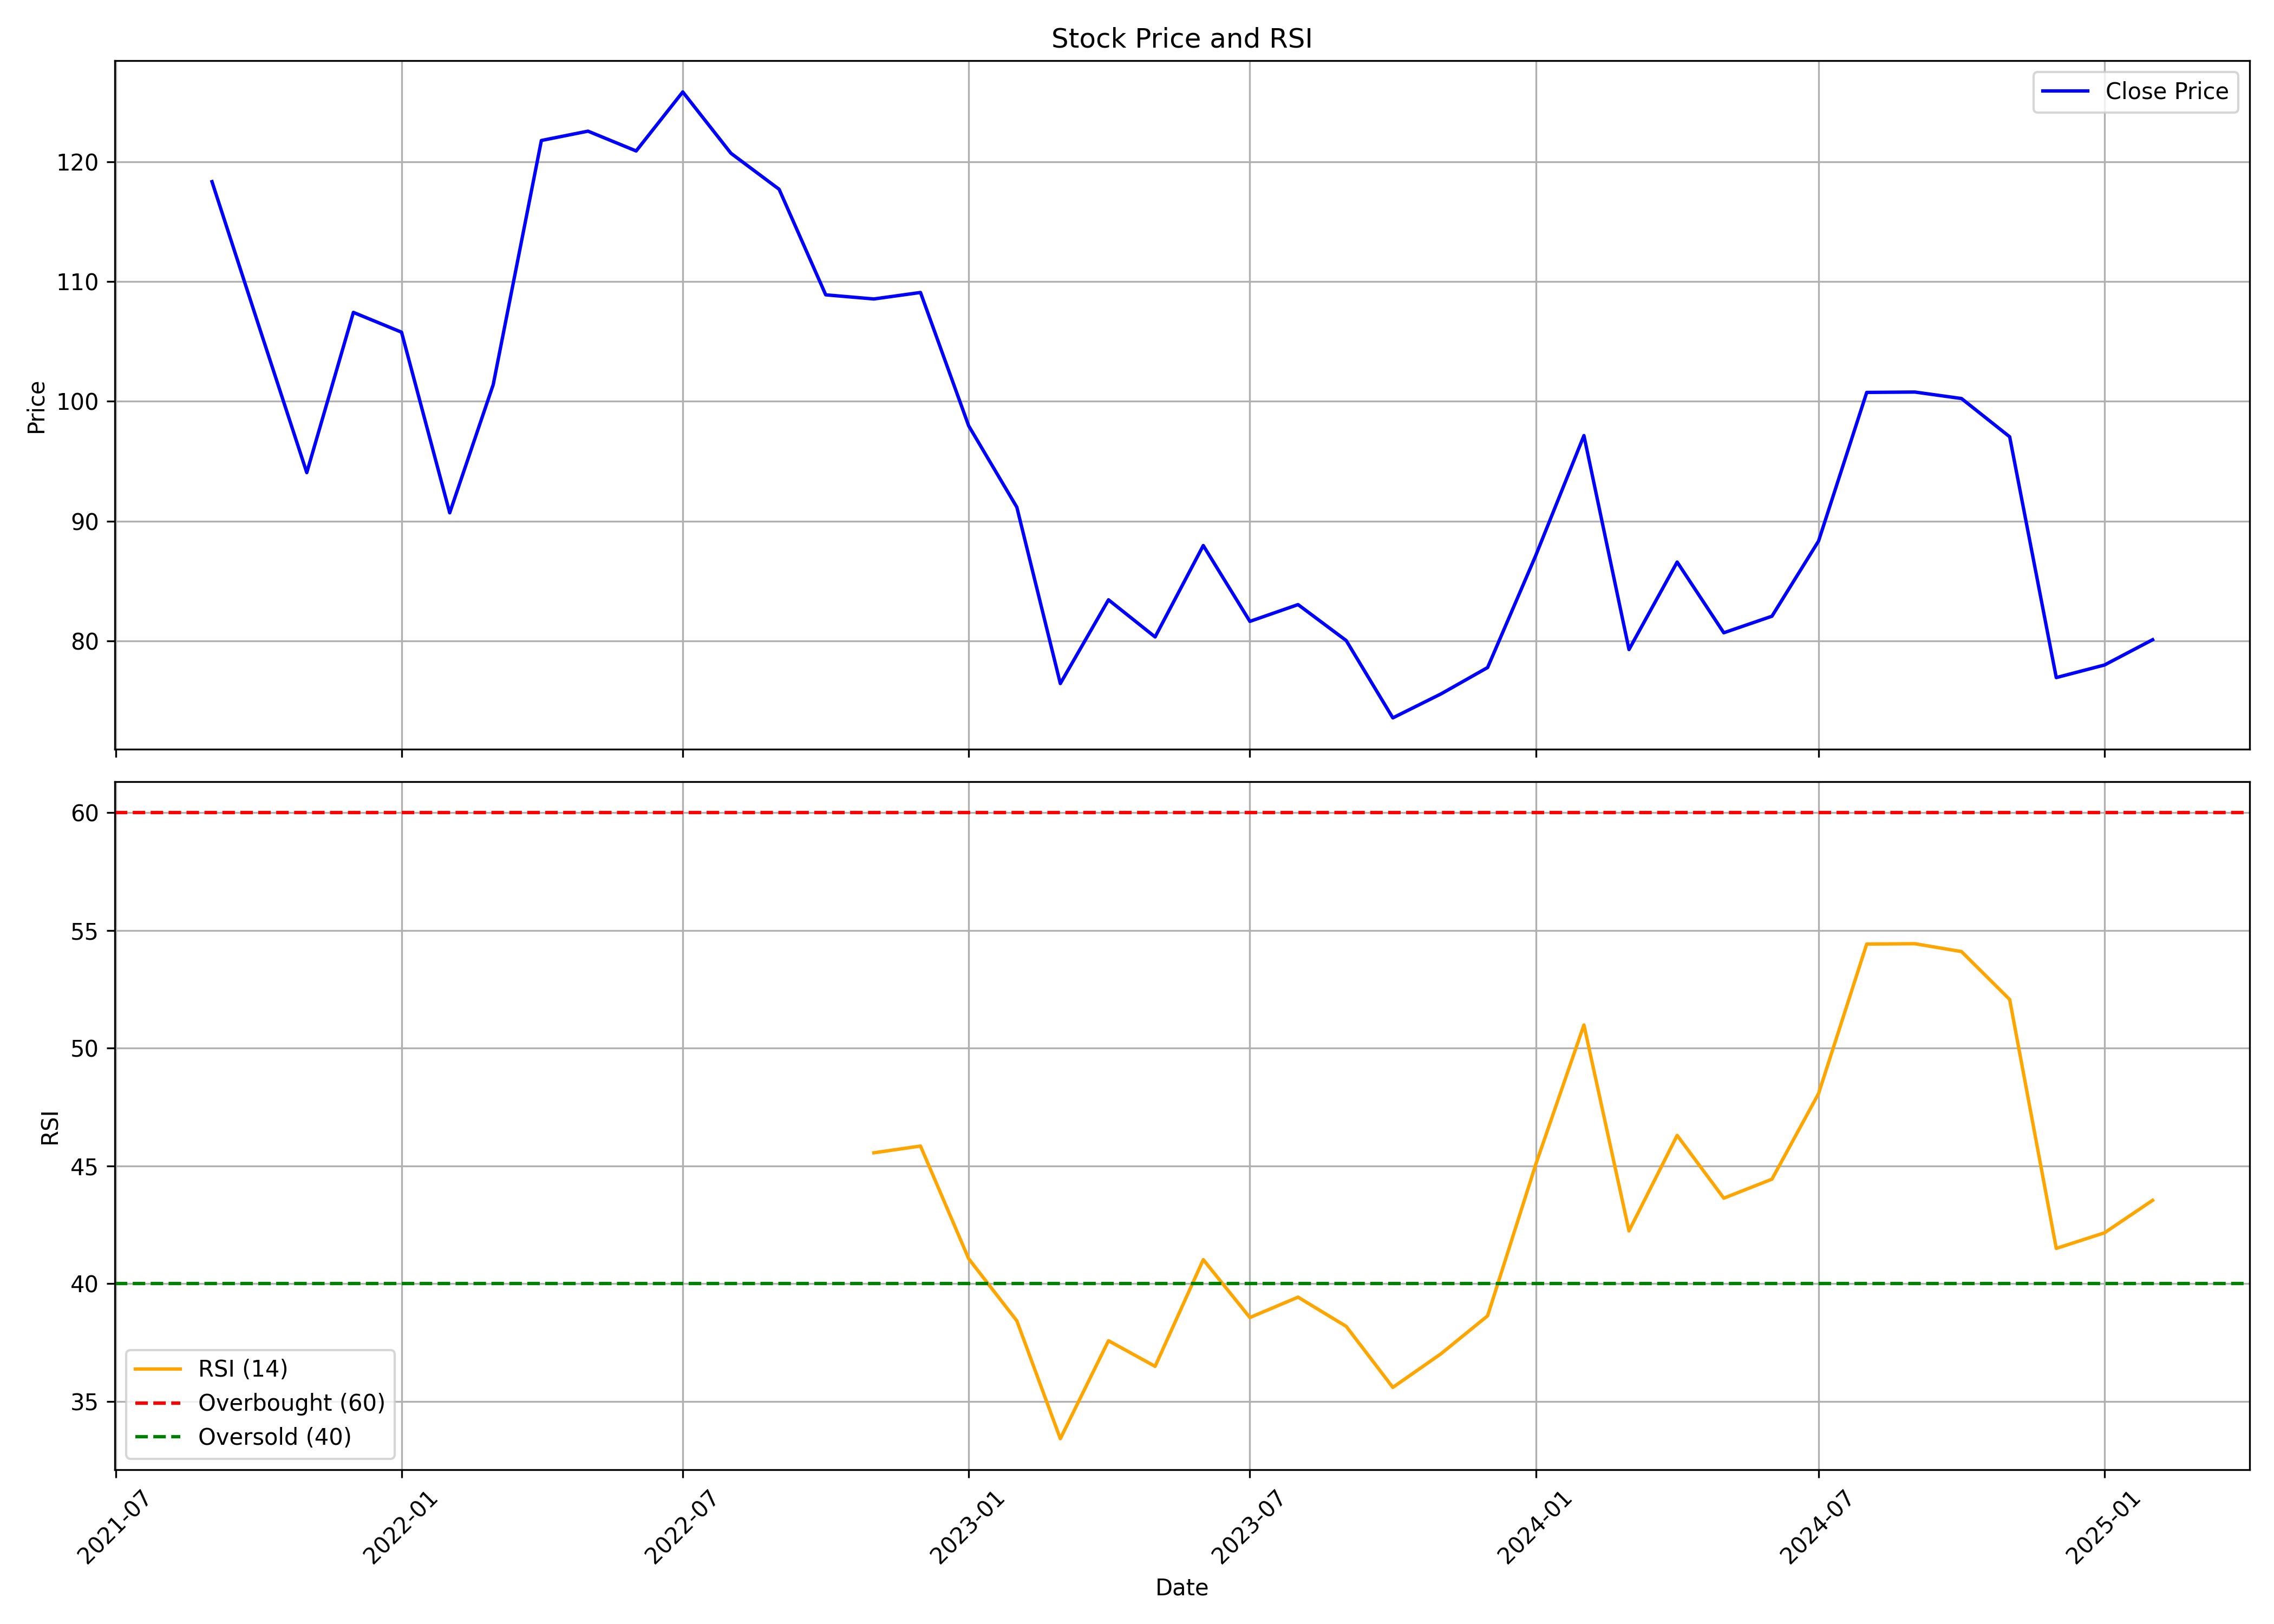 Stock Price and RSI
Close Price
Price
120
110
100
90
80
RSI
60
55
50
45
40
35
RSI (14)
Overbought (60)
Oversold (40)
2021-07
2022-01
2022-07
2023-01
2023-07
2024-01
2024-07
2025-01
Date